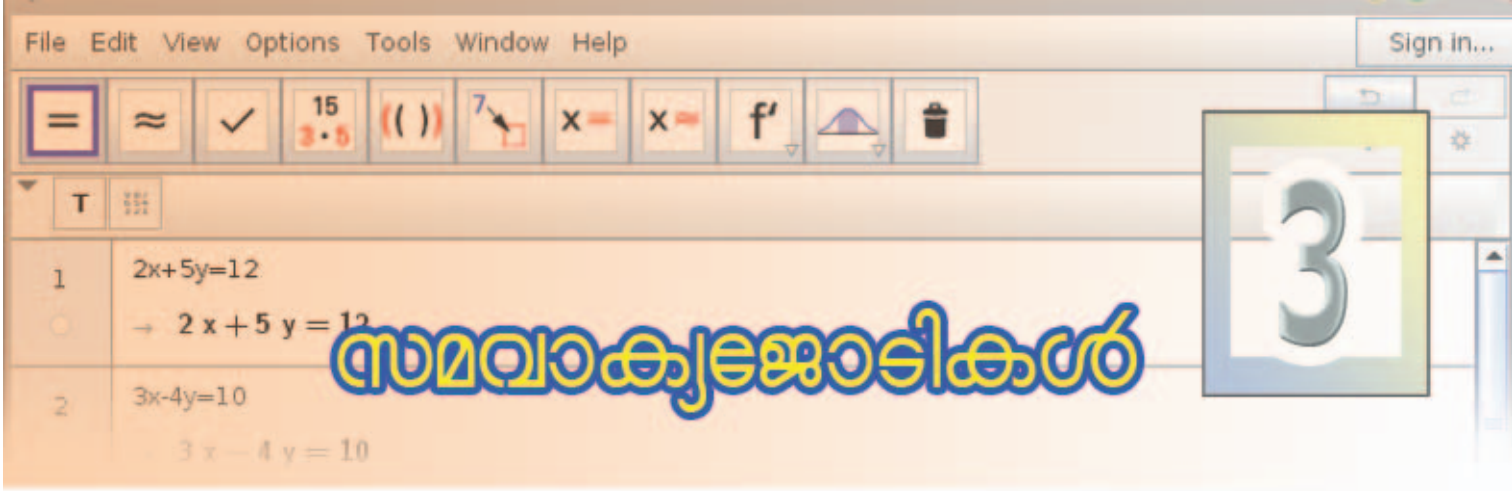 File Edit View Options Tools Window Help
Sign in...
= ≈ ✓ 15 3·5 (( )) 7 x= x≈ f′
T
3
1 2x+5y=12
→ 2 x + 5 y = 12
സമവാക്യജോടികൾ
2 3x-4y=10
3 x − 4 y = 10